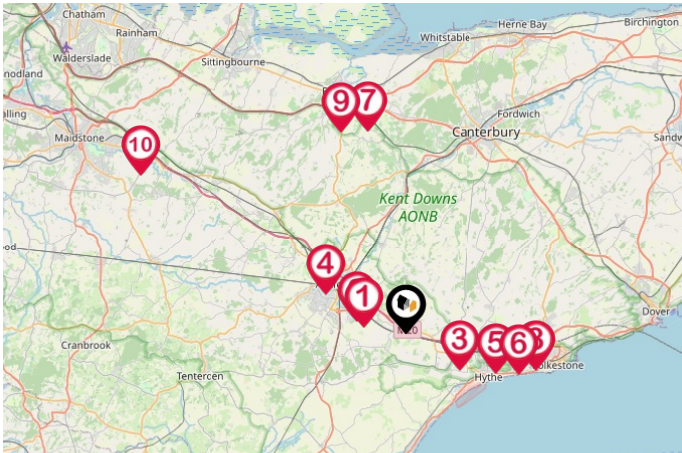 Chatham
Rainham
Herne Bay
Birchington
Whitstable
Walderslade
Sittingbourne
Fordwich
Maidstone
Canterbury
9
7
10
Kent Downs
AONB
4
1
3
5
6
8
Dover
Cranbrook
Hythe
Tenterden